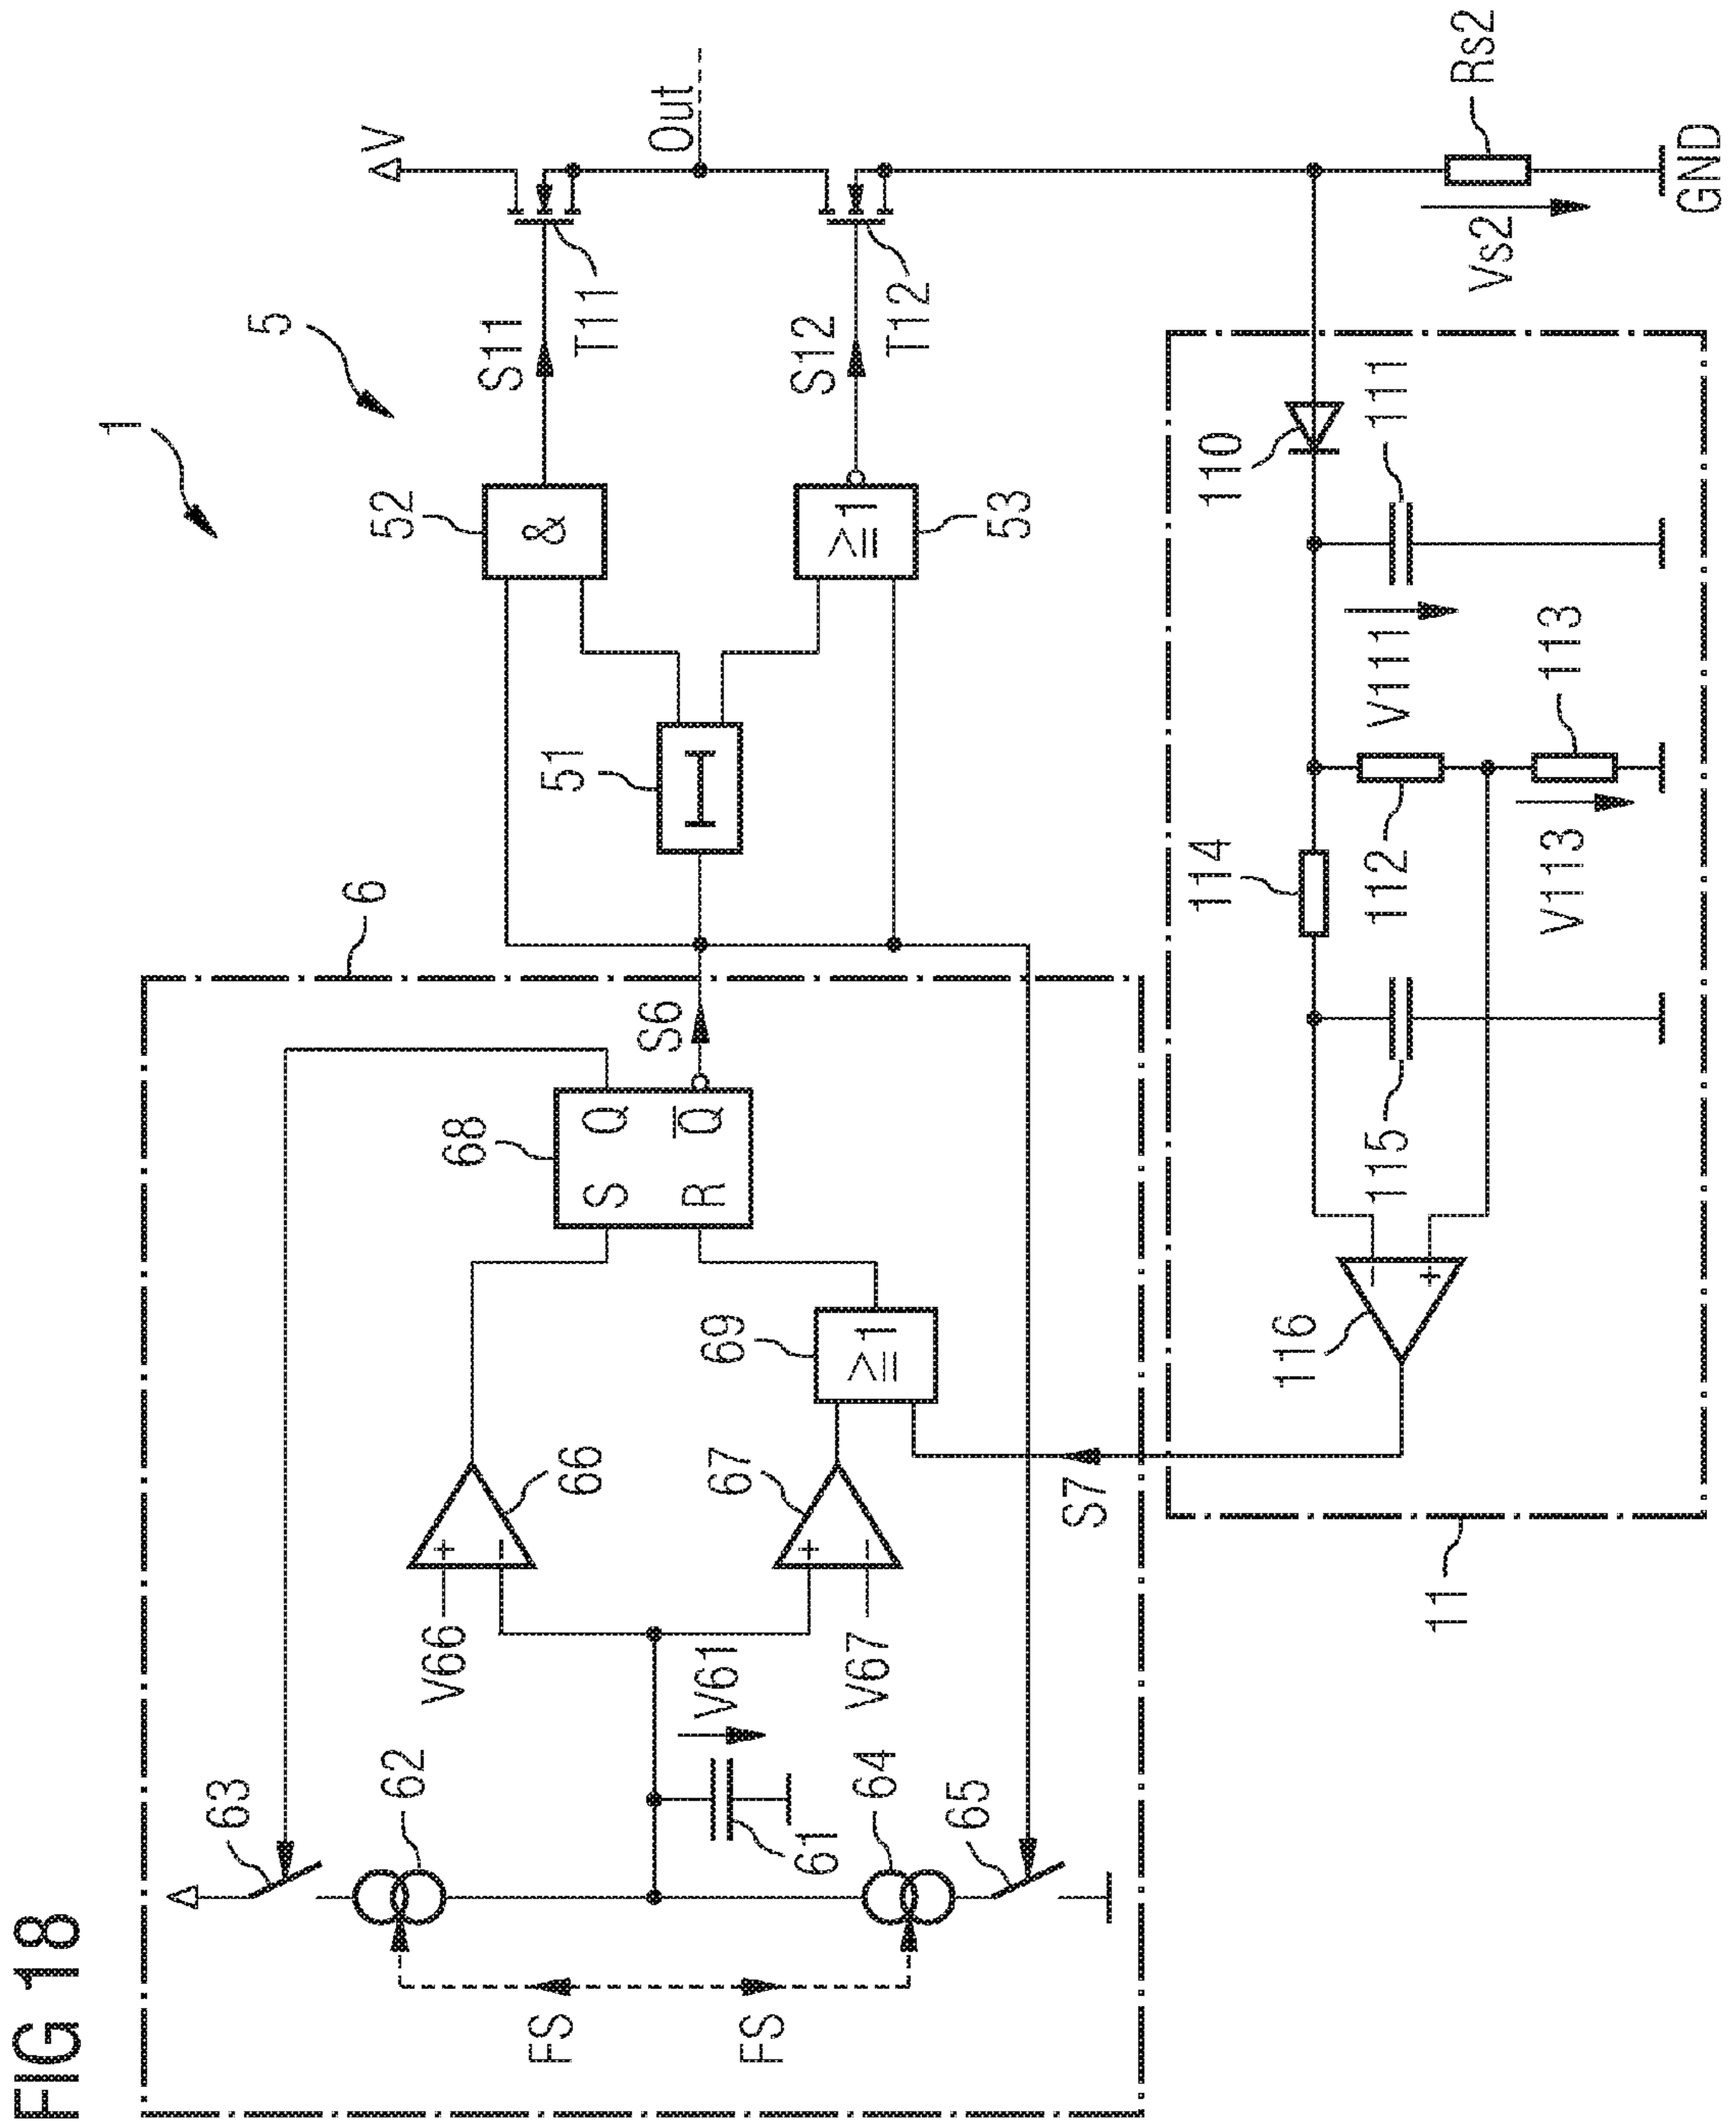 FIG 18
1
5
6
63
62
FS
FS
64
65
61
V61
V66
V67
66
67
69
≥1
68
S
Q
R
Q̅
S6
51
52
&
53
≥1
S11
S12
T11
T12
V
Out
S7
11
116
115
114
112
113
V113
V111
111
110
Vs2
Rs2
GND
+
−
+
−
−
+